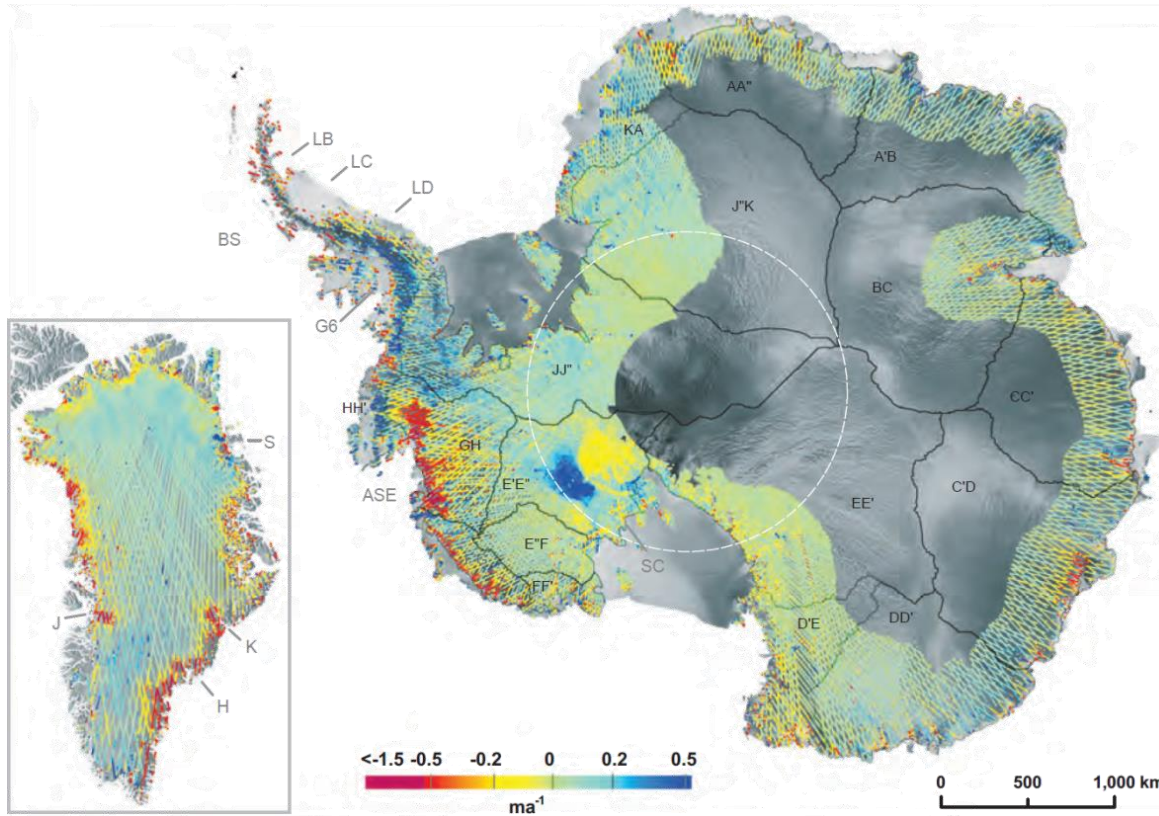 AA"
LB
KA
LC
A'B
LD
J"K
BS
BC
G6
JJ"
CC'
HH'
GH
S
E'E"
C'D
ASE
EE'
E"F
SC
FF'
DD'
J
D'E
K
H
<-1.5 -0.5 -0.2 0 0.2 0.5
ma-1
0 500 1,000 km